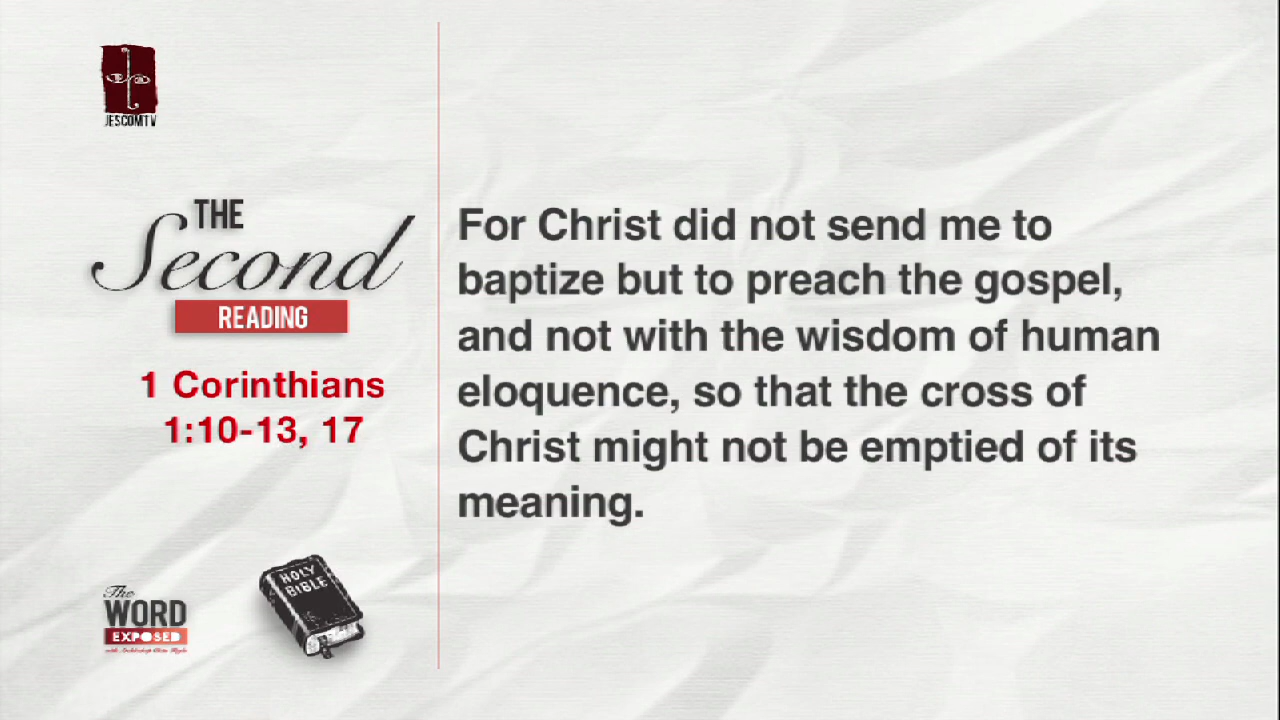 JESCOMTV
THE
Second
READING
1 Corinthians
1:10-13, 17
For Christ did not send me to
baptize but to preach the gospel,
and not with the wisdom of human
eloquence, so that the cross of
Christ might not be emptied of its
meaning.
HOLY
BIBLE
The
WORD
EXPOSED